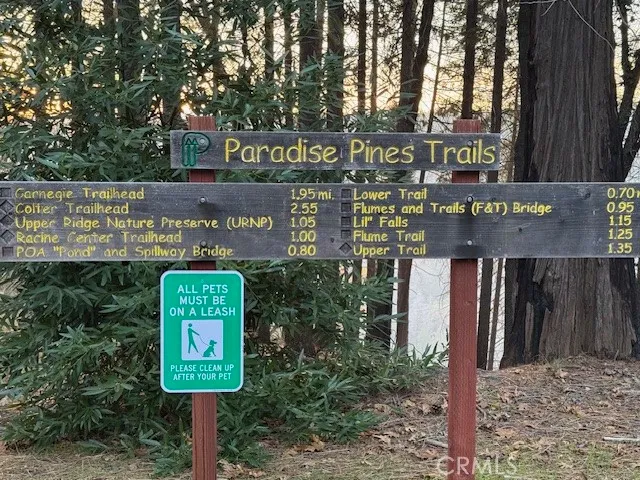 Paradise Pines Trails
Carnegie Trailhead 1.95 mi.
Coiter Trailhead 2.55
Upper Ridge Nature Preserve (URNP) 1.05
Racine Center Trailhead 1.00
POA "Pond" and Spillway Bridge 0.80
Lower Trail 0.70
Flumes and Trails (F&T) Bridge 0.95
Lil' Falls 1.15
Flume Trail 1.25
Upper Trail 1.35
ALL PETS
MUST BE
ON A LEASH
PLEASE CLEAN UP
AFTER YOUR PET
CRMLS